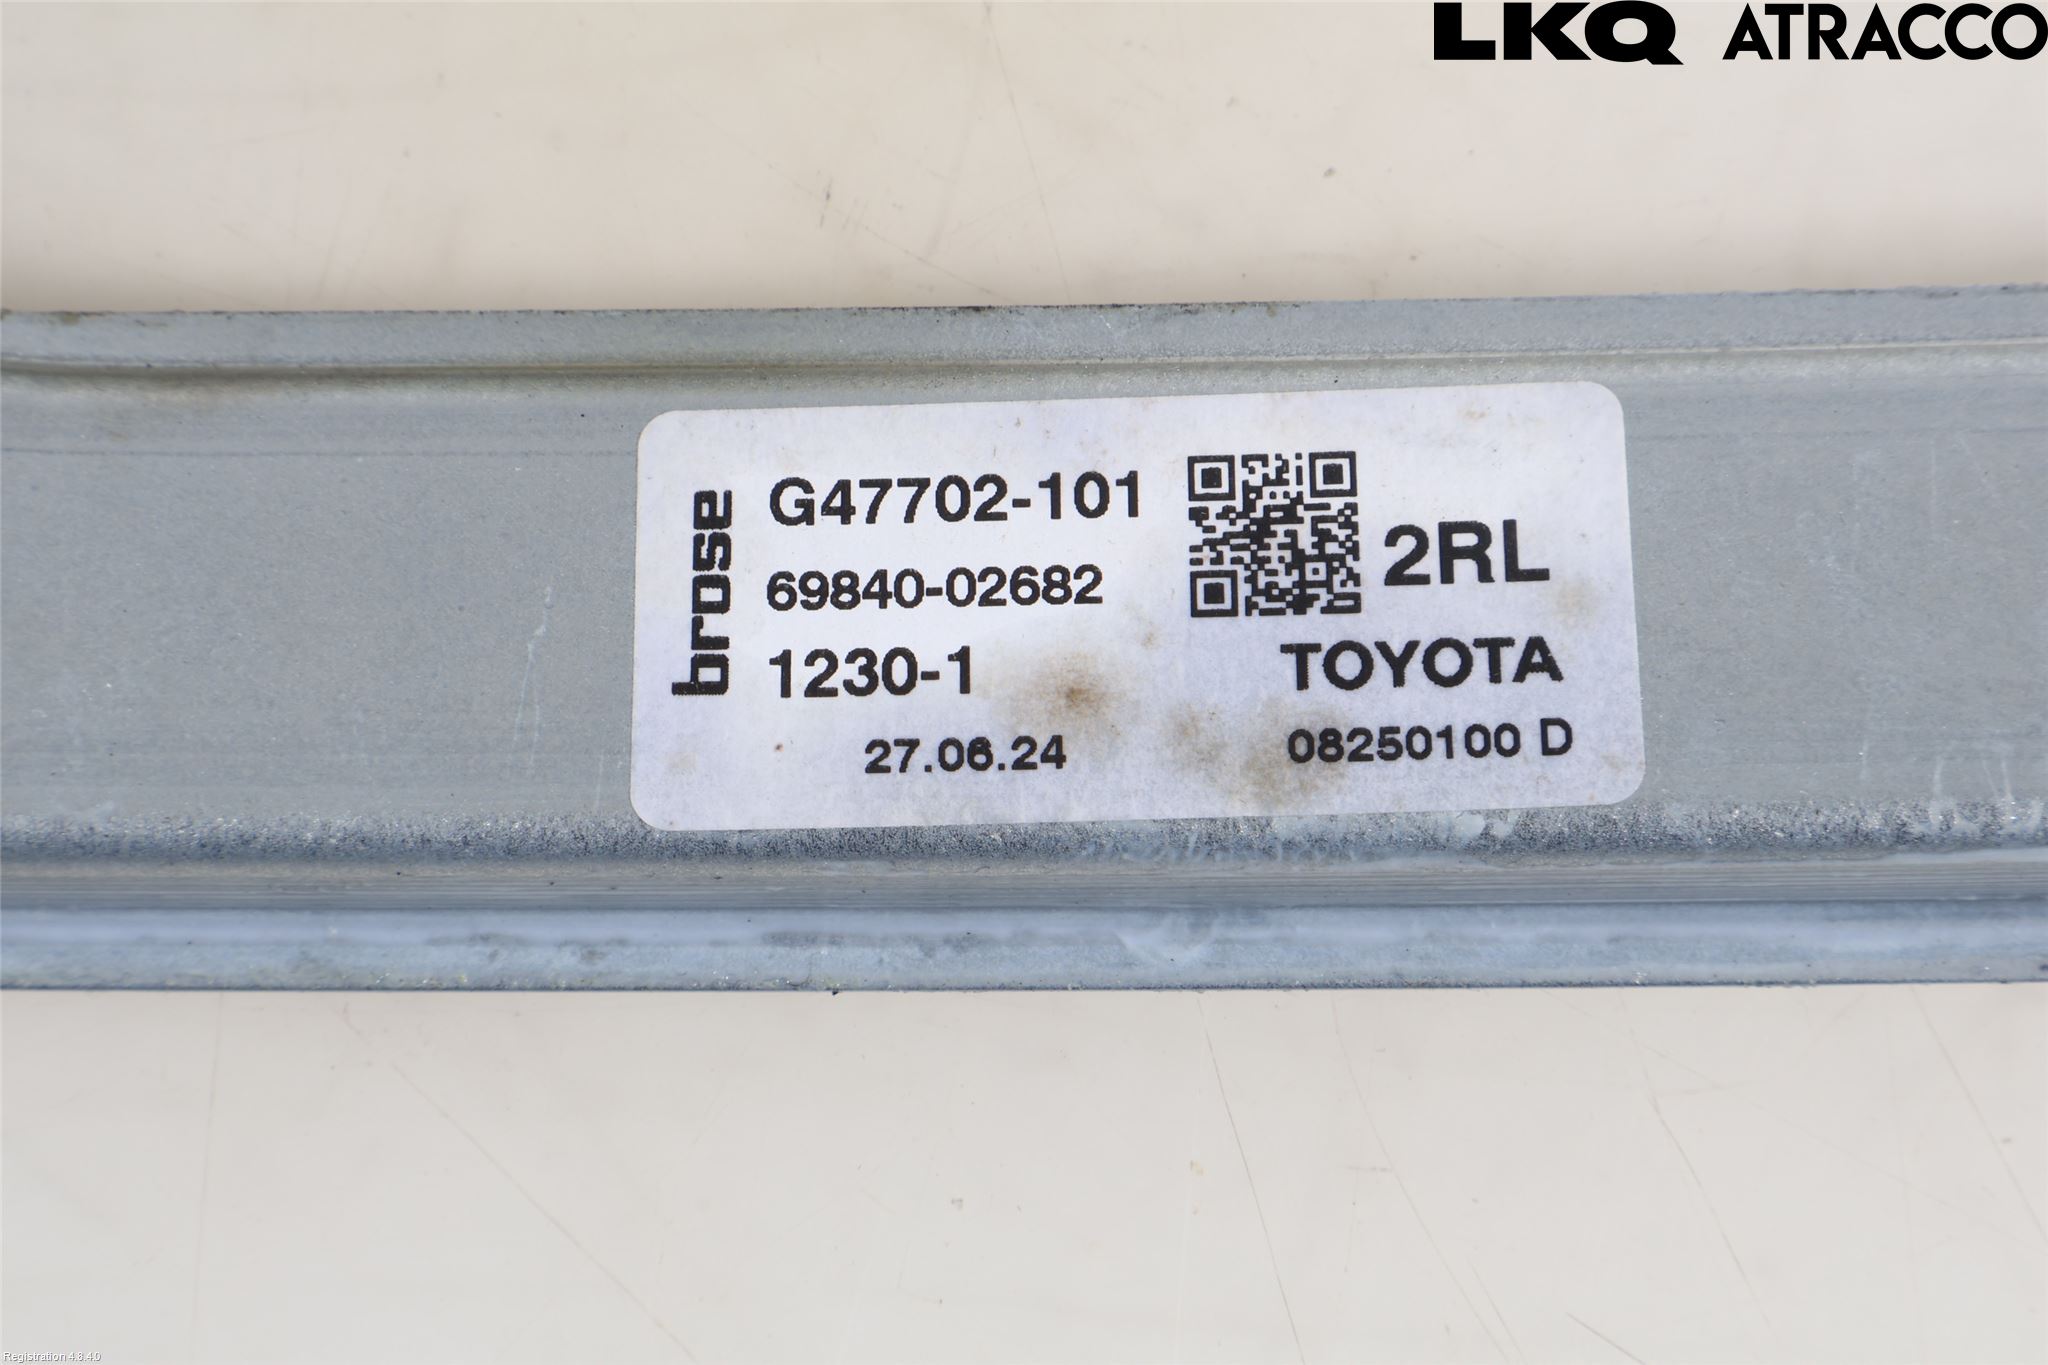 LKQ ATRACCO
brose
G47702-101
69840-02682
1230-1
27.06.24
2RL
TOYOTA
08250100 D
Registration 4.8.4.0